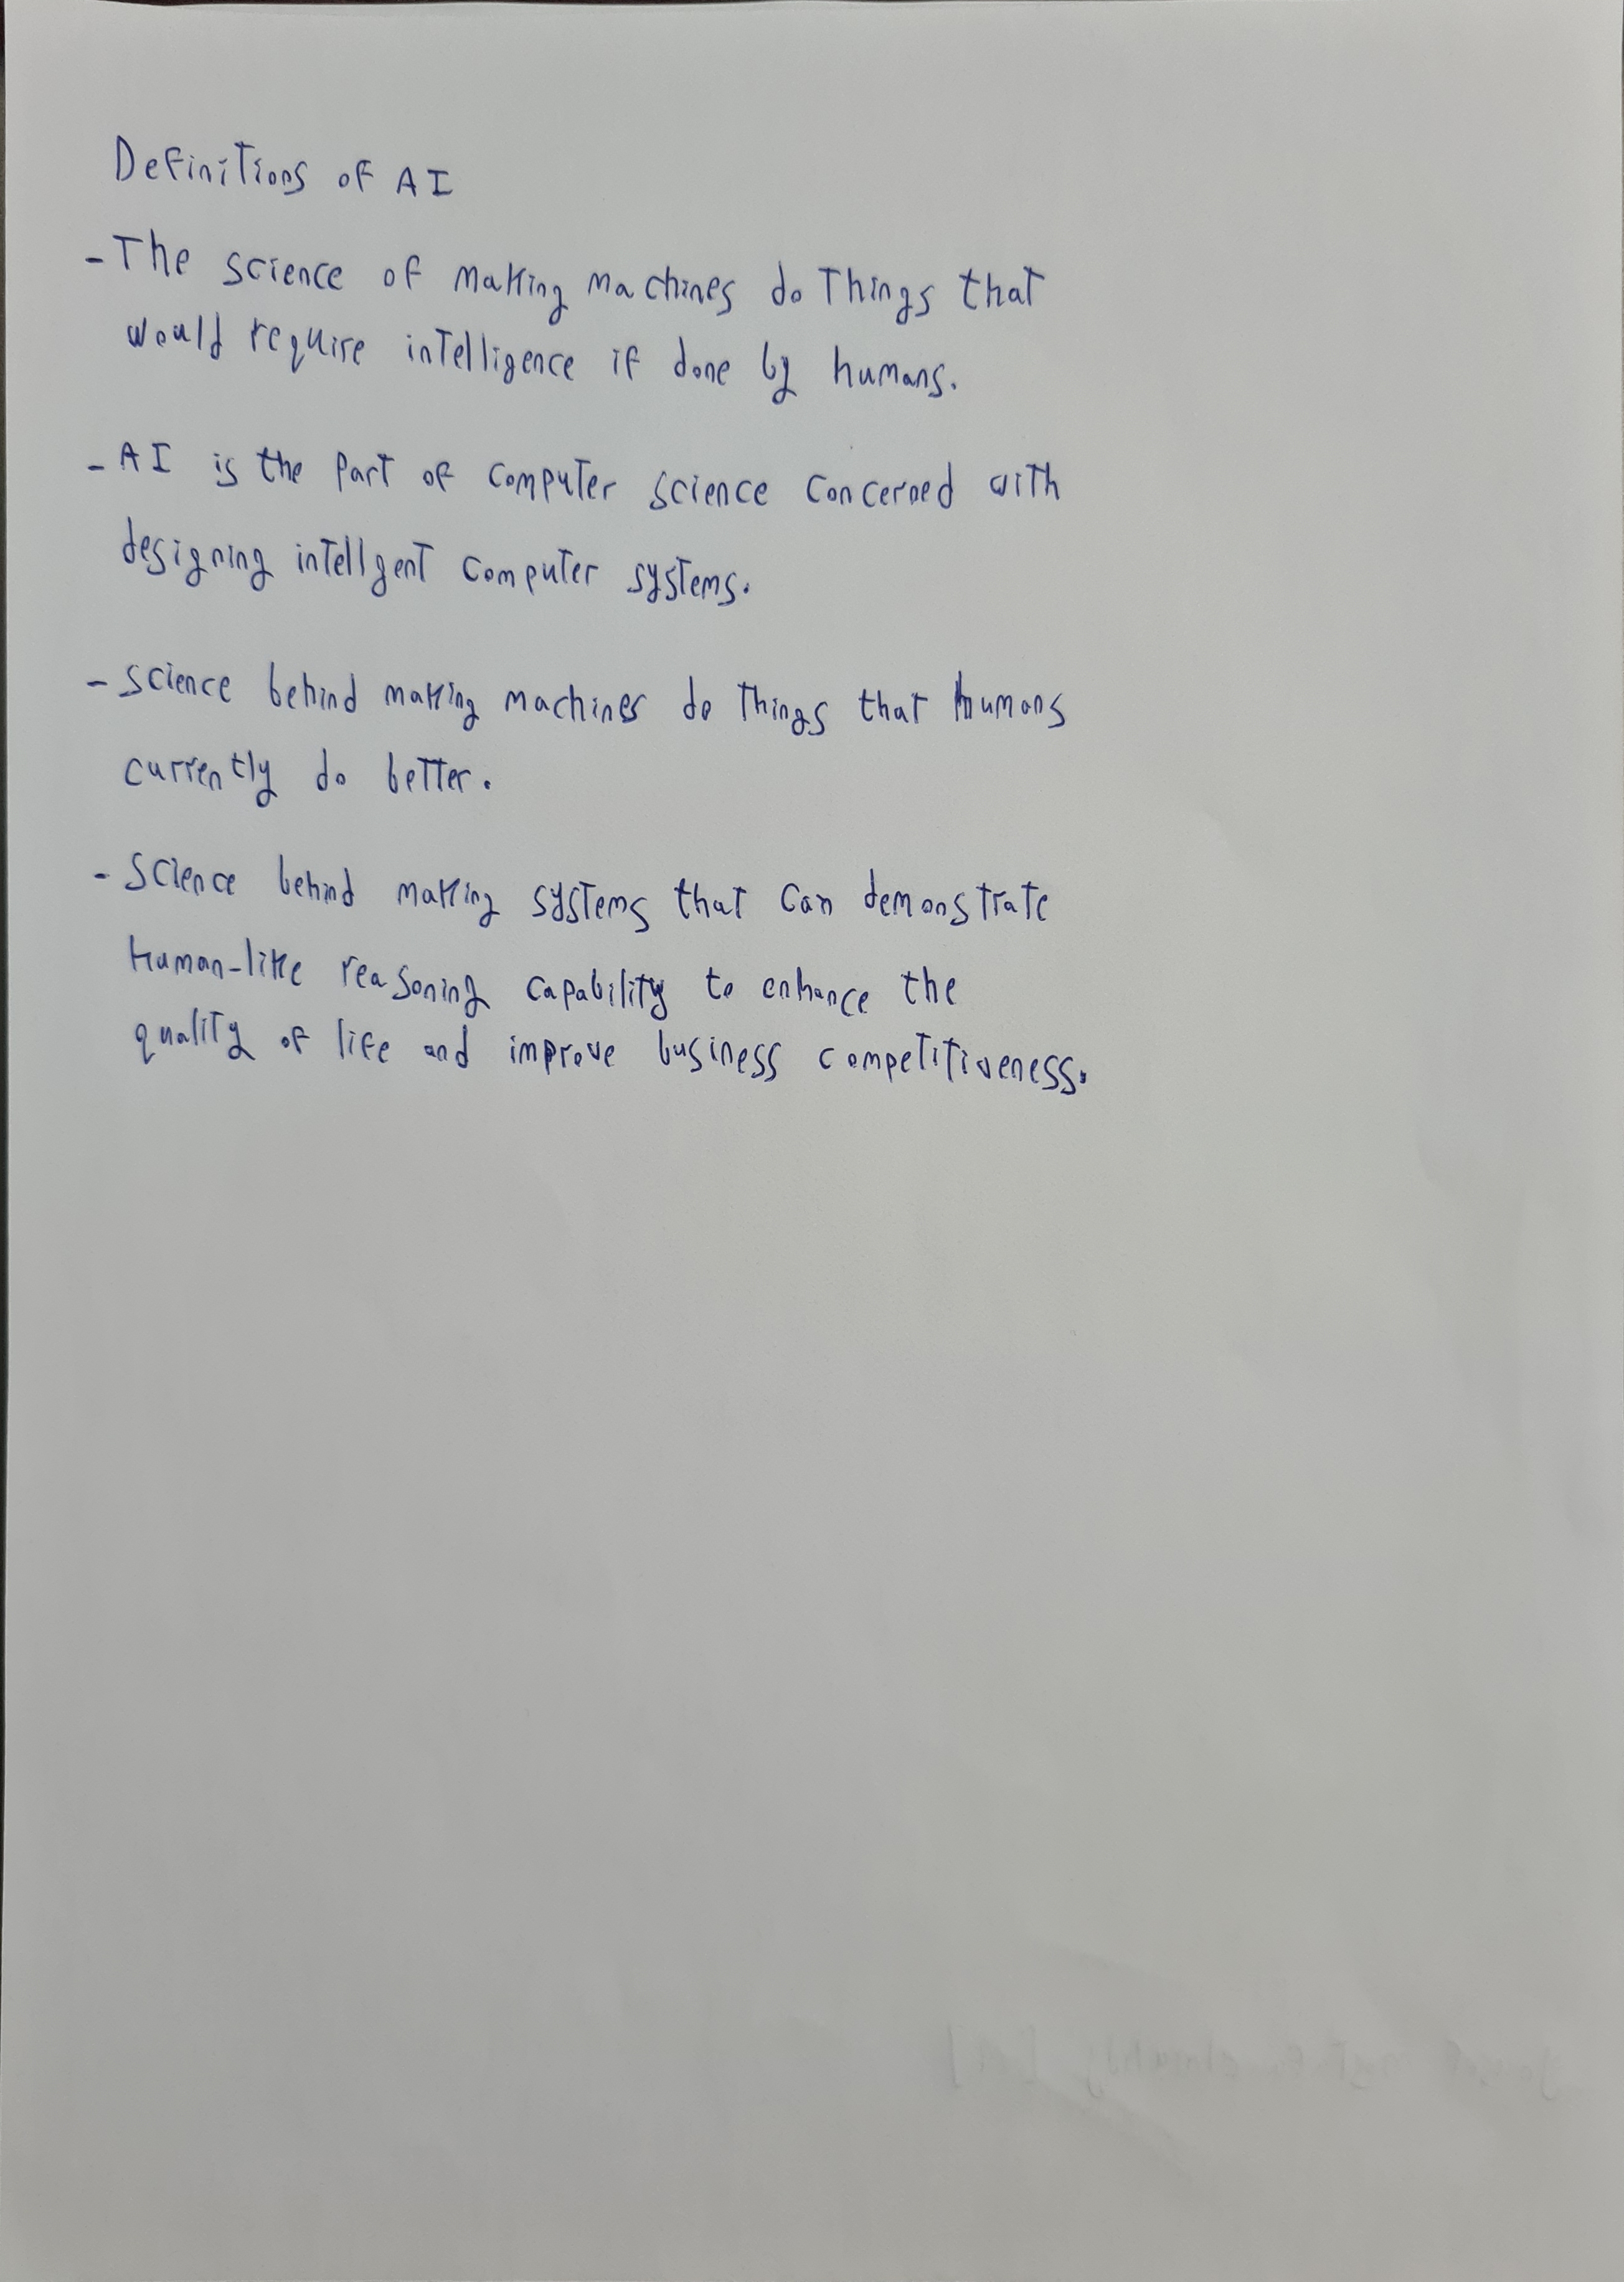 Definitions of AI
- The science of making machines do things that
would require intelligence if done by humans.
- AI is the part of computer science concerned with
designing intellgent computer systems.
- science behind making machines do things that humans
currently do better.
- Science behind making systems that can demonstrate
human-like reasoning capability to enhance the
quality of life and improve business competitiveness.